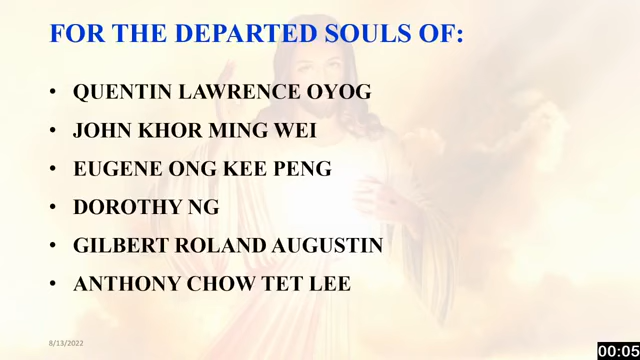 FOR THE DEPARTED SOULS OF:
• QUENTIN LAWRENCE OYOG
• JOHN KHOR MING WEI
• EUGENE ONG KEE PENG
• DOROTHY NG
• GILBERT ROLAND AUGUSTIN
• ANTHONY CHOW TET LEE
8/13/2022
00:05